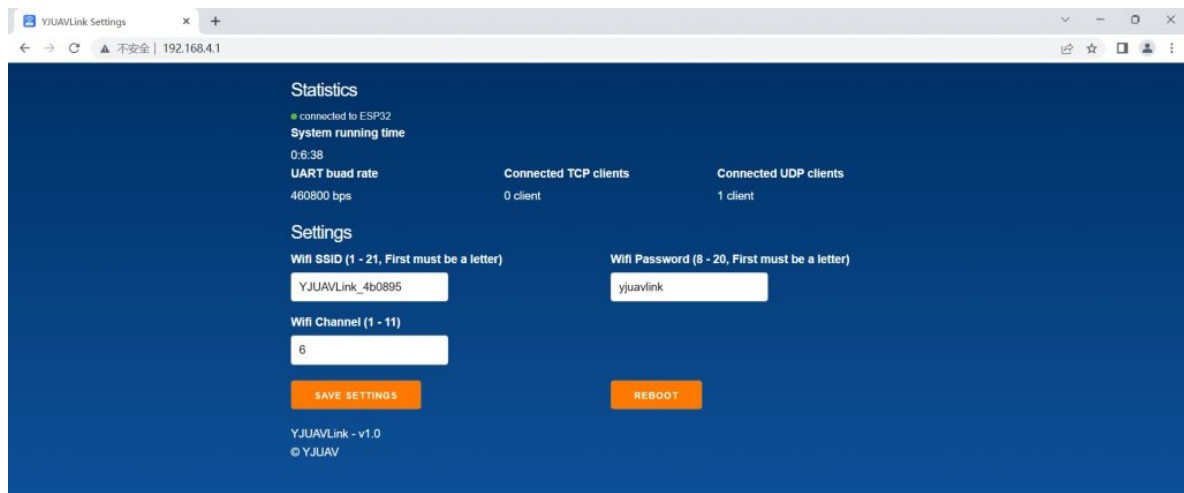 YJUAVLink Settings
不安全 | 192.168.4.1
Statistics
connected to ESP32
System running time
0:6:38
UART buad rate Connected TCP clients Connected UDP clients
460800 bps 0 client 1 client
Settings
Wifi SSID (1 - 21, First must be a letter) Wifi Password (8 - 20, First must be a letter)
YJUAVLink_4b0895 yjuavlink
Wifi Channel (1 - 11)
6
SAVE SETTINGS REBOOT
YJUAVLink - v1.0
© YJUAV